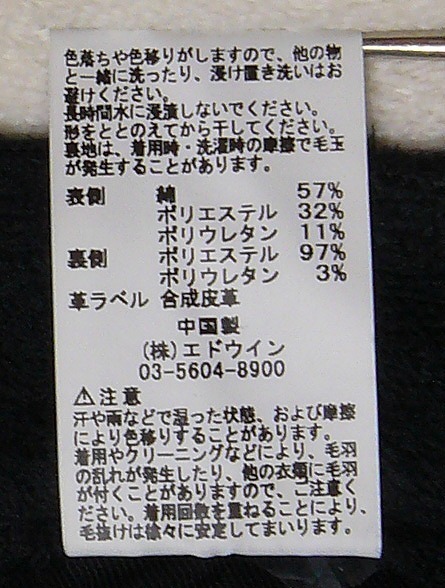 色落ちや色移りがしますので、他の物
と一緒に洗ったり、浸け置き洗いはお
避けください。
長時間水に浸漬しないでください。
形をととのえてから干してください。
裏地は、着用時・洗濯時の摩擦で毛玉
が発生することがあります。
表側 綿 57%
ポリエステル 32%
ポリウレタン 11%
裏側 ポリエステル 97%
ポリウレタン 3%
革ラベル 合成皮革
中国製
(株)エドウイン
03-5604-8900
⚠注意
汗や雨などで湿った状態、および摩擦
により色移りすることがあります。
着用やクリーニングなどにより、毛羽
の乱れが発生したり、他の衣類に毛羽
が付くことがありますので、ご注意く
ださい。着用回数を重ねることにより、
毛抜けは徐々に安定してまいります。